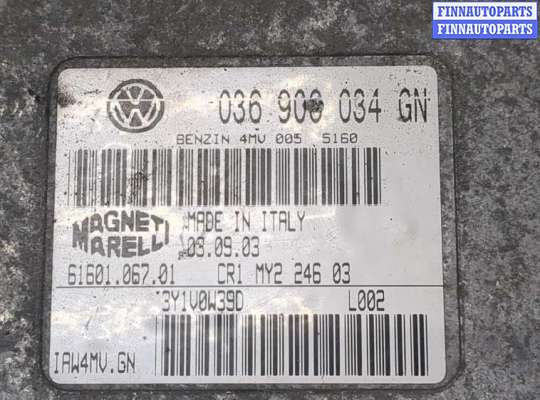 FINNAUTOPARTS
FINNAUTOPARTS
036 906 034 GN
BENZIN 4MV 005 5160
MAGNETI MARELLI
MADE IN ITALY
03.09.03
61601.067.01 CR1 MY2 246 03
3Y1V0W39D L002
IAW4MV.GN